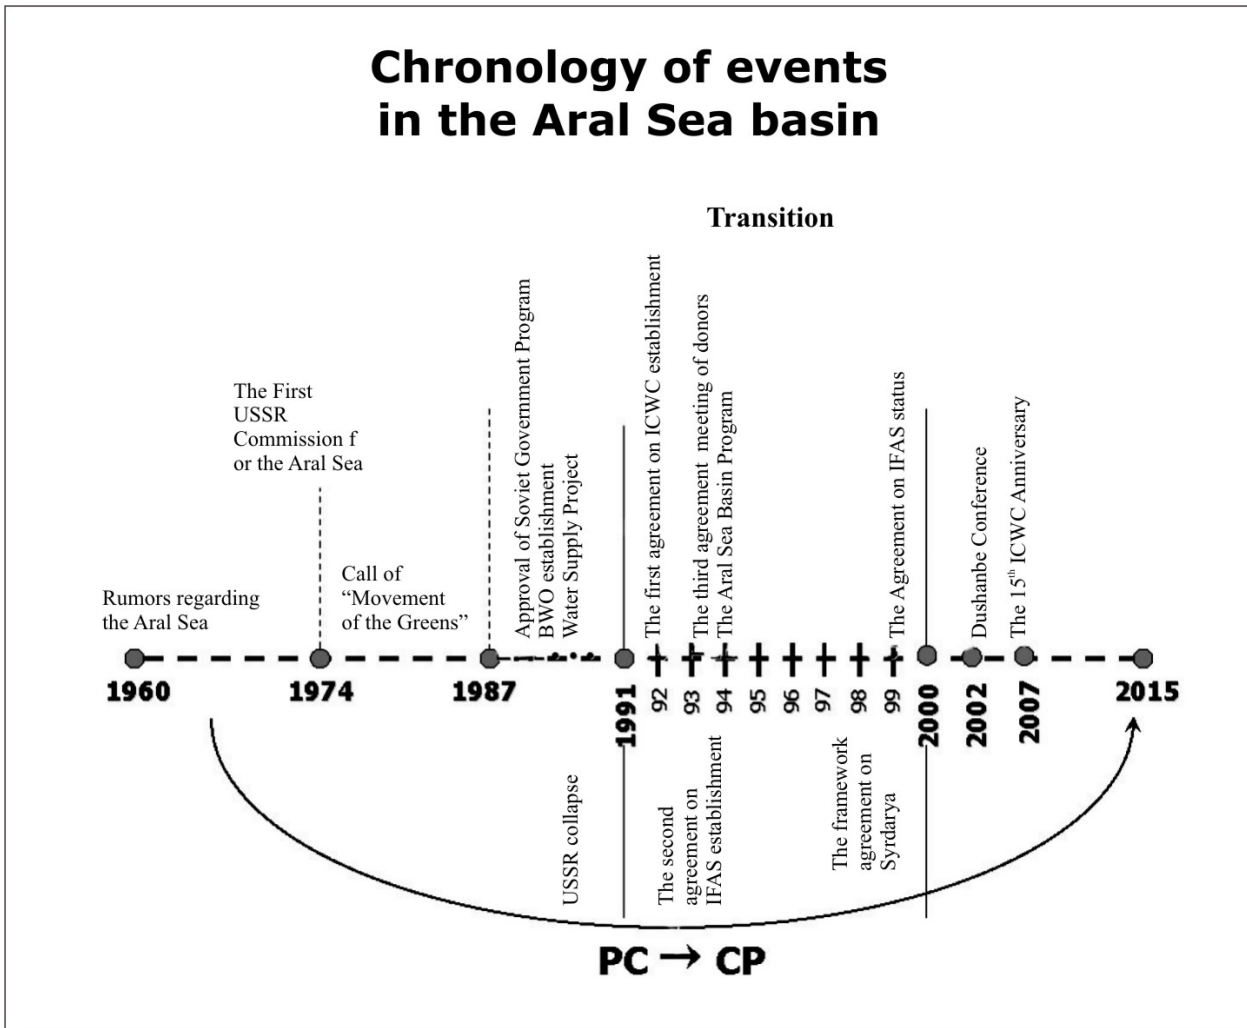 Chronology of events
in the Aral Sea basin
Transition
The First
USSR
Commission f
or the Aral Sea
Rumors regarding
the Aral Sea
Call of
“Movement
of the Greens”
Approval of Soviet Government Program
BWO establishment
Water Supply Project
The first agreement on ICWC establishment
The third agreement meeting of donors
The Aral Sea Basin Program
The Agreement on IFAS status
Dushanbe Conference
The 15th ICWC Anniversary
1960
1974
1987
1991
92
93
94
95
96
97
98
99
2000
2002
2007
2015
USSR collapse
The second
agreement on
IFAS establishment
The framework
agreement on
Syrdarya
PC → CP